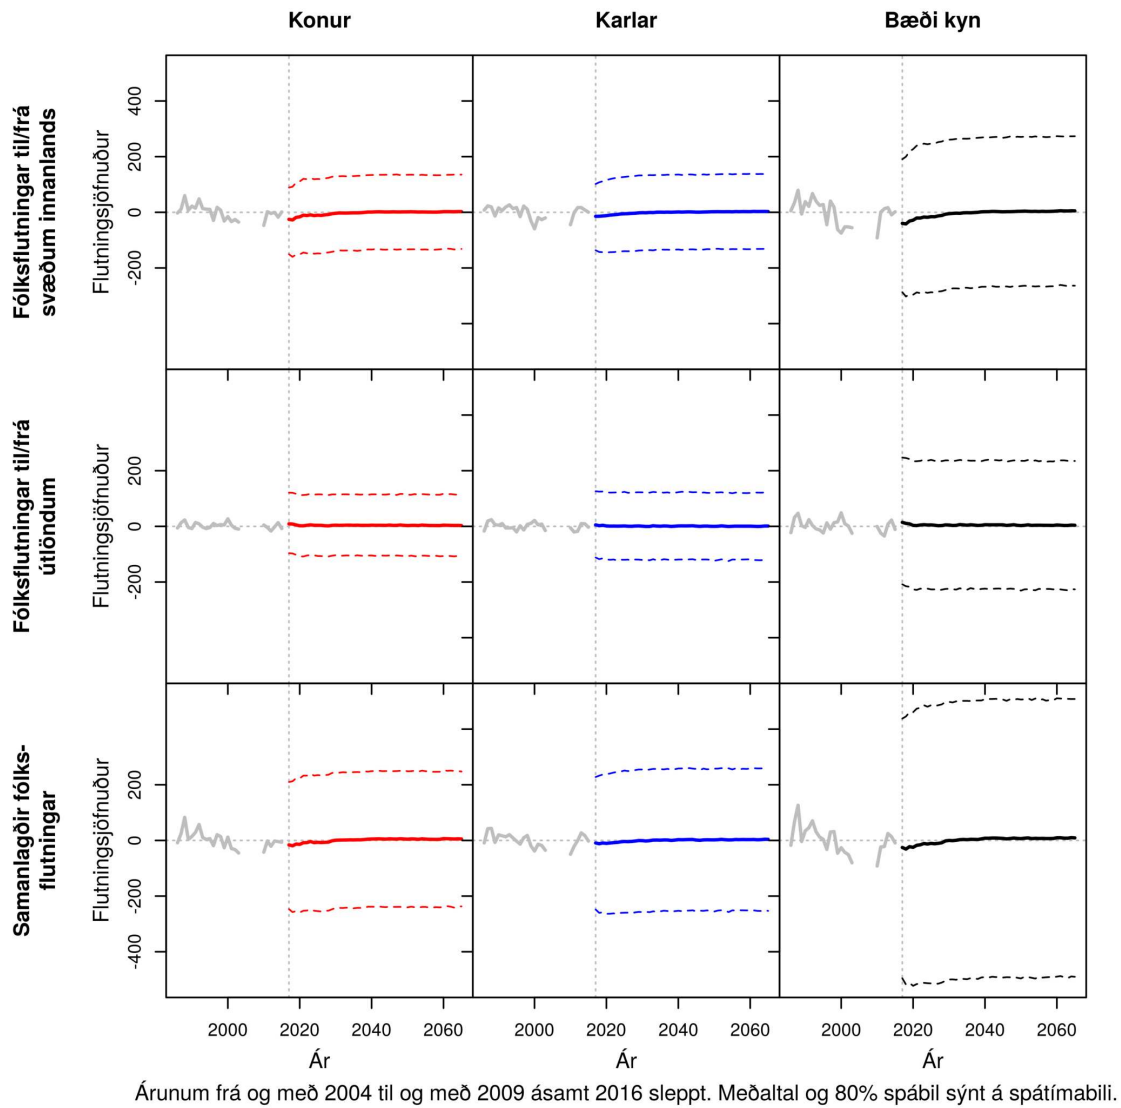 Konur
Karlar
Bæði kyn
Fólksflutningar til/frá
svæðum innanlands
Flutningsjöfnuður
400
200
0
-200
Fólksflutningar til/frá
útlöndum
Flutningsjöfnuður
200
0
-200
Samanlagðir fólks-
flutningar
Flutningsjöfnuður
200
0
-200
-400
2000 2020 2040 2060
2000 2020 2040 2060
2000 2020 2040 2060
Ár
Ár
Ár
Árunum frá og með 2004 til og með 2009 ásamt 2016 sleppt. Meðaltal og 80% spábil sýnt á spátímabili.